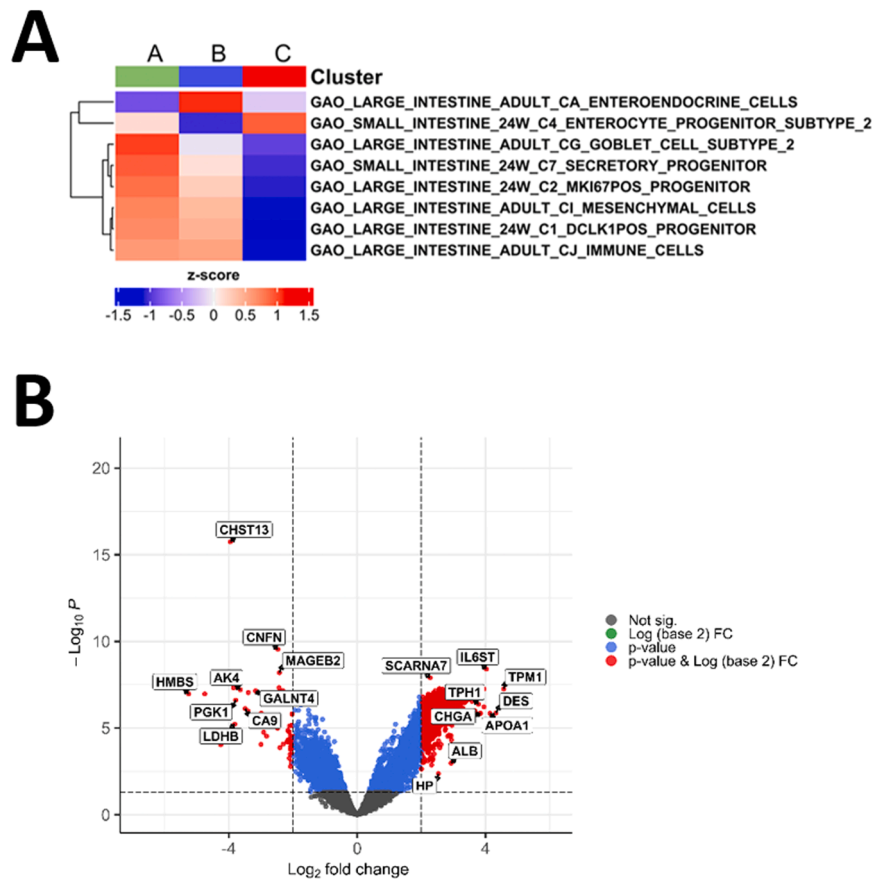 A
A B C
Cluster
GAO_LARGE_INTESTINE_ADULT_CA_ENTEROENDOCRINE_CELLS
GAO_SMALL_INTESTINE_24W_C4_ENTEROCYTE_PROGENITOR_SUBTYPE_2
GAO_LARGE_INTESTINE_ADULT_CG_GOBLET_CELL_SUBTYPE_2
GAO_SMALL_INTESTINE_24W_C7_SECRETORY_PROGENITOR
GAO_LARGE_INTESTINE_24W_C2_MKI67POS_PROGENITOR
GAO_LARGE_INTESTINE_ADULT_CI_MESENCHYMAL_CELLS
GAO_LARGE_INTESTINE_24W_C1_DCLK1POS_PROGENITOR
GAO_LARGE_INTESTINE_ADULT_CJ_IMMUNE_CELLS
z-score
-1.5 -1 -0.5 0 0.5 1 1.5
B
20
15
10
5
0
– Log10 P
CHST13
CNFN
MAGEB2
HMBS
AK4
GALNT4
PGK1
CA9
LDHB
SCARNA7
IL6ST
TPM1
TPH1
DES
CHGA
APOA1
ALB
HP
-4 0 4
Log2 fold change
Not sig.
Log (base 2) FC
p-value
p-value & Log (base 2) FC